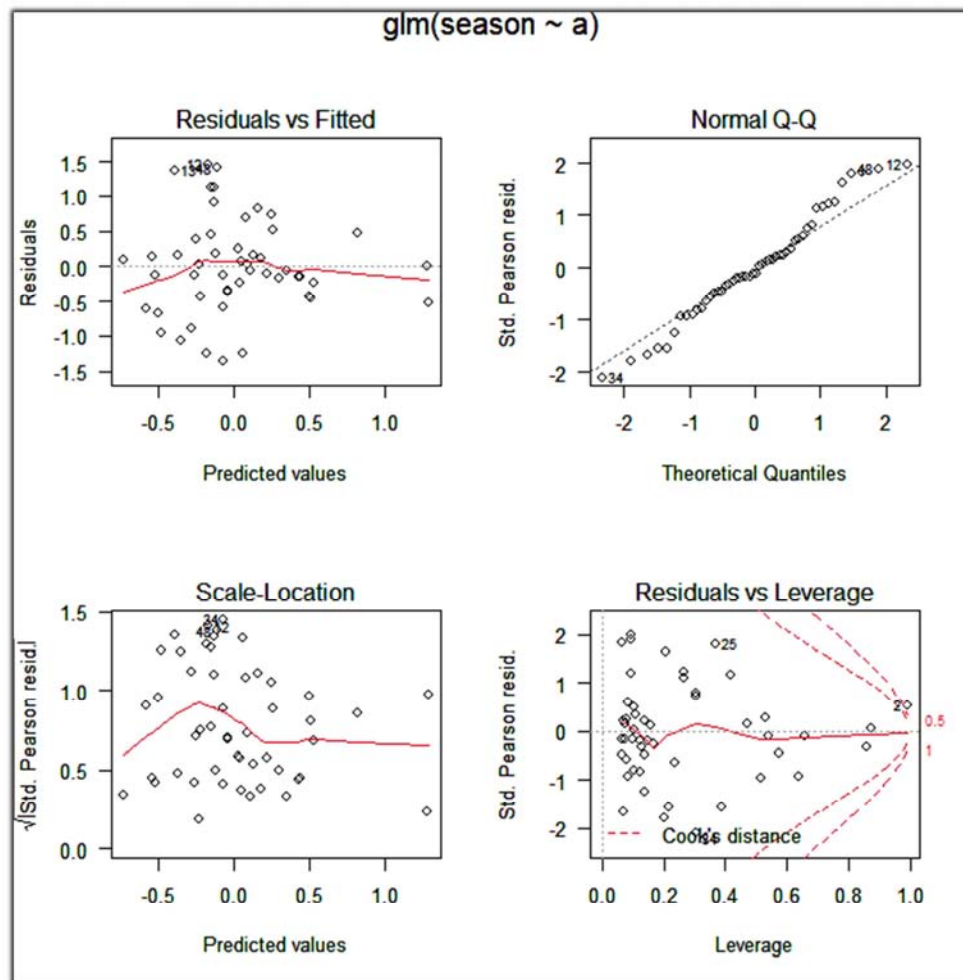 glm(season ~ a)
Residuals vs Fitted
Residuals
1.5
1.0
0.5
0.0
-0.5
-1.0
-1.5
-0.5 0.0 0.5 1.0
Predicted values
Normal Q-Q
Std. Pearson resid.
2
1
0
-1
-2
12
34
-2 -1 0 1 2
Theoretical Quantiles
Scale-Location
√|Std. Pearson resid.|
1.5
1.0
0.5
0.0
34
-0.5 0.0 0.5 1.0
Predicted values
Residuals vs Leverage
Std. Pearson resid.
2
1
0
-1
-2
25
2
0.5
1
Cook's distance
0.0 0.2 0.4 0.6 0.8 1.0
Leverage